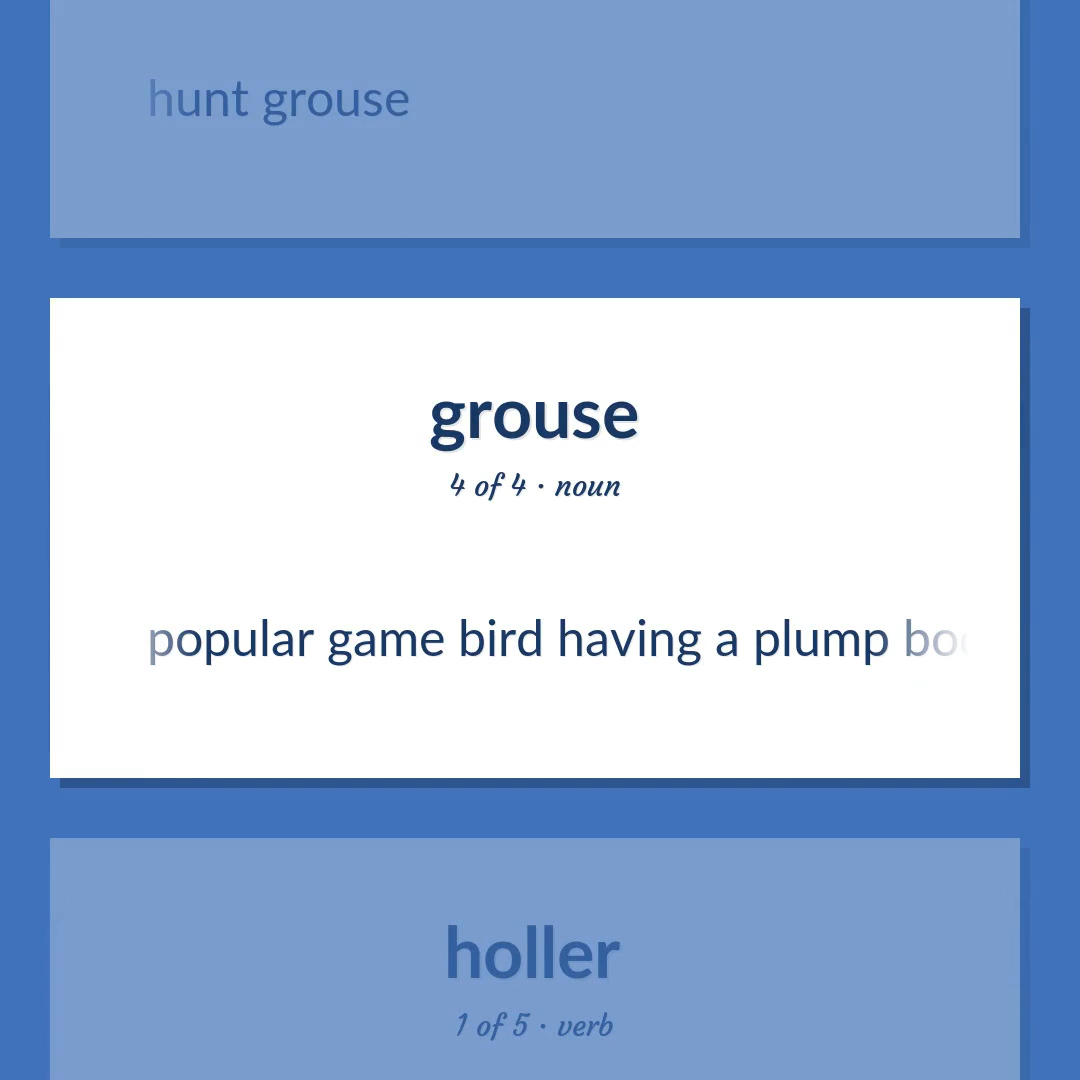 hunt grouse
grouse
4 of 4 · noun
popular game bird having a plump
holler
1 of 5 · verb